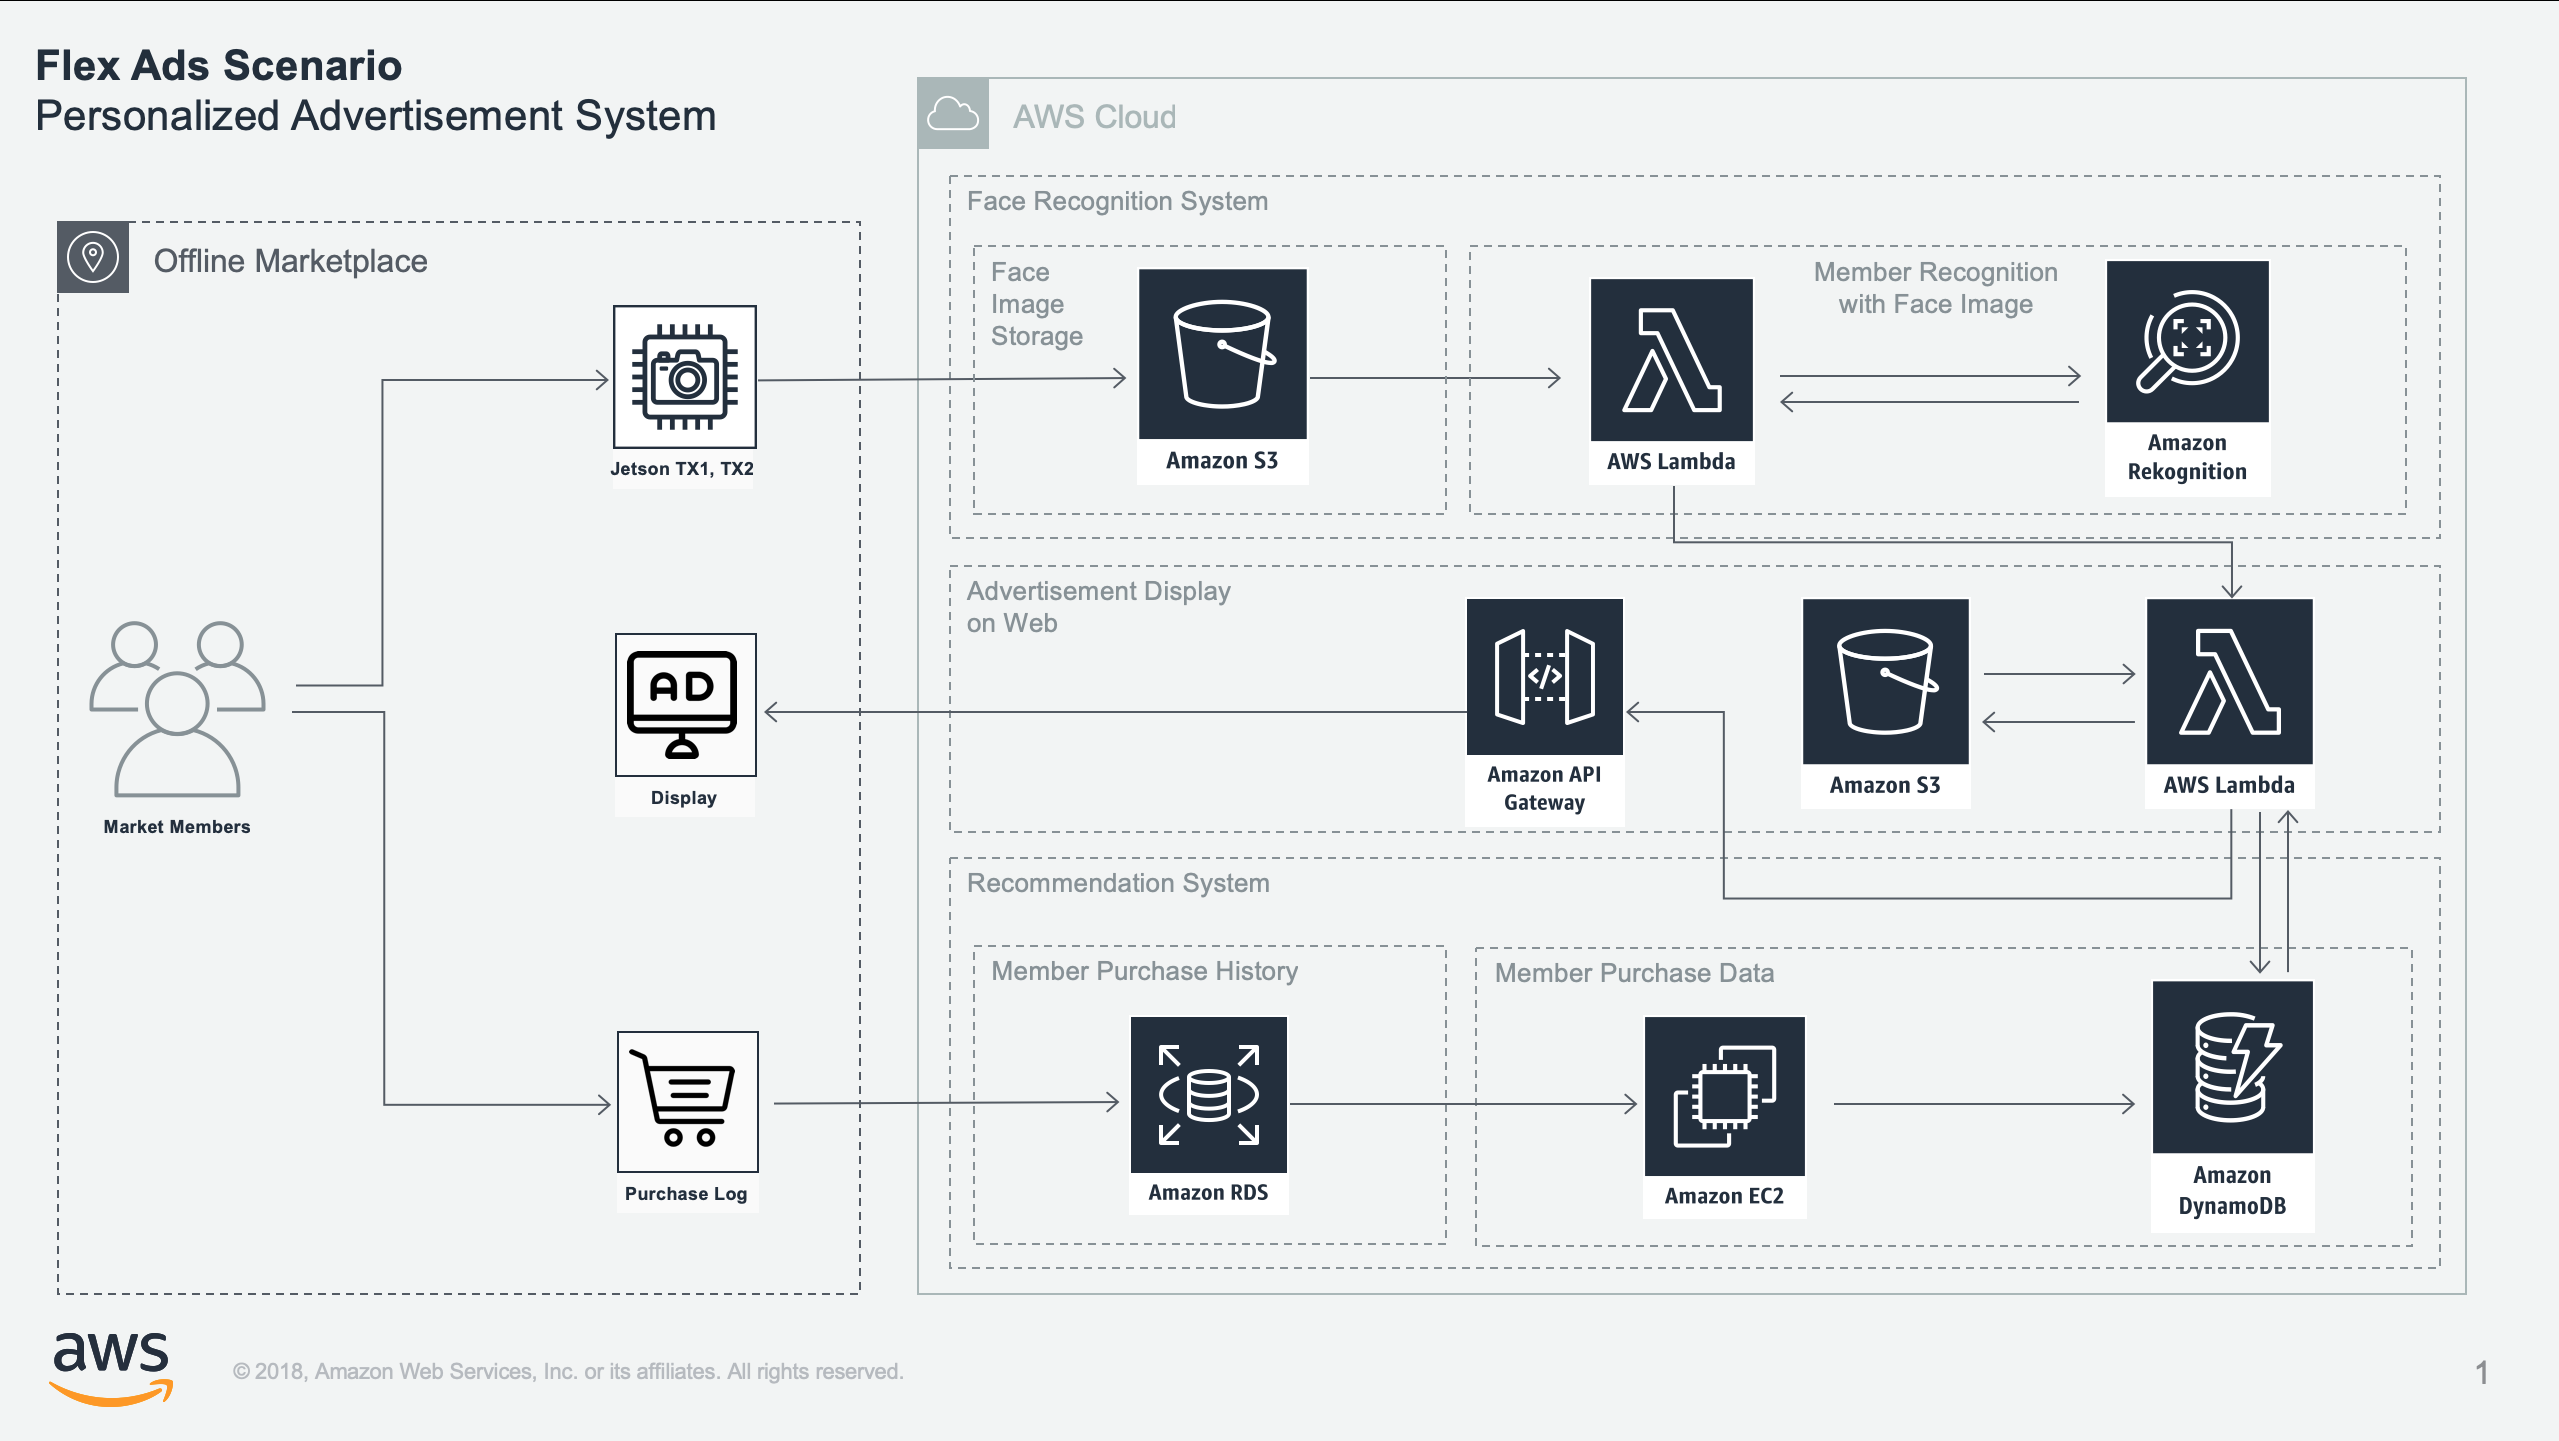 Flex Ads Scenario
Personalized Advertisement System
AWS Cloud
Face Recognition System
Offline Marketplace
Face
Image
Storage
Member Recognition
with Face Image
Jetson TX1, TX2
Amazon S3
AWS Lambda
Amazon
Rekognition
Advertisement Display
on Web
AD
Display
Amazon API
Gateway
Amazon S3
AWS Lambda
Market Members
Recommendation System
Member Purchase History
Member Purchase Data
Purchase Log
Amazon RDS
Amazon EC2
Amazon
DynamoDB
aws
© 2018, Amazon Web Services, Inc. or its affiliates. All rights reserved.
1